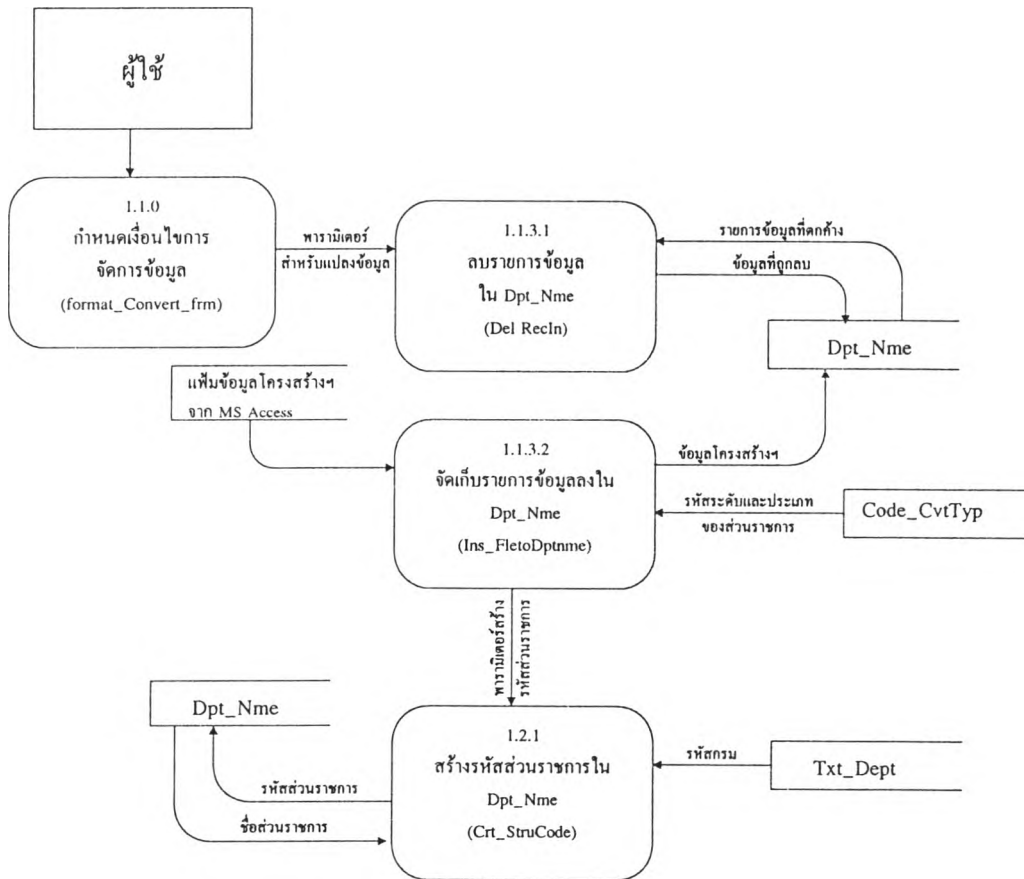 ผู้ใช้
1.1.0
กำหนดเงื่อนไขการ
จัดการข้อมูล
(format_Convert_frm)
พารามิเตอร์
สำหรับแปลงข้อมูล
1.1.3.1
ลบรายการข้อมูล
ใน Dpt_Nme
(Del RecIn)
รายการข้อมูลที่ตกค้าง
ข้อมูลที่ถูกลบ
Dpt_Nme
แฟ้มข้อมูลโครงสร้างฯ
จาก MS Access
1.1.3.2
จัดเก็บรายการข้อมูลลงใน
Dpt_Nme
(Ins_FletoDptnme)
ข้อมูลโครงสร้างฯ
รหัสระดับและประเภท
ของส่วนราชการ
Code_CvtTyp
พารามิเตอร์สร้าง
รหัสส่วนราชการ
Dpt_Nme
รหัสส่วนราชการ
ชื่อส่วนราชการ
1.2.1
สร้างรหัสส่วนราชการใน
Dpt_Nme
(Crt_StruCode)
รหัสกรม
Txt_Dept